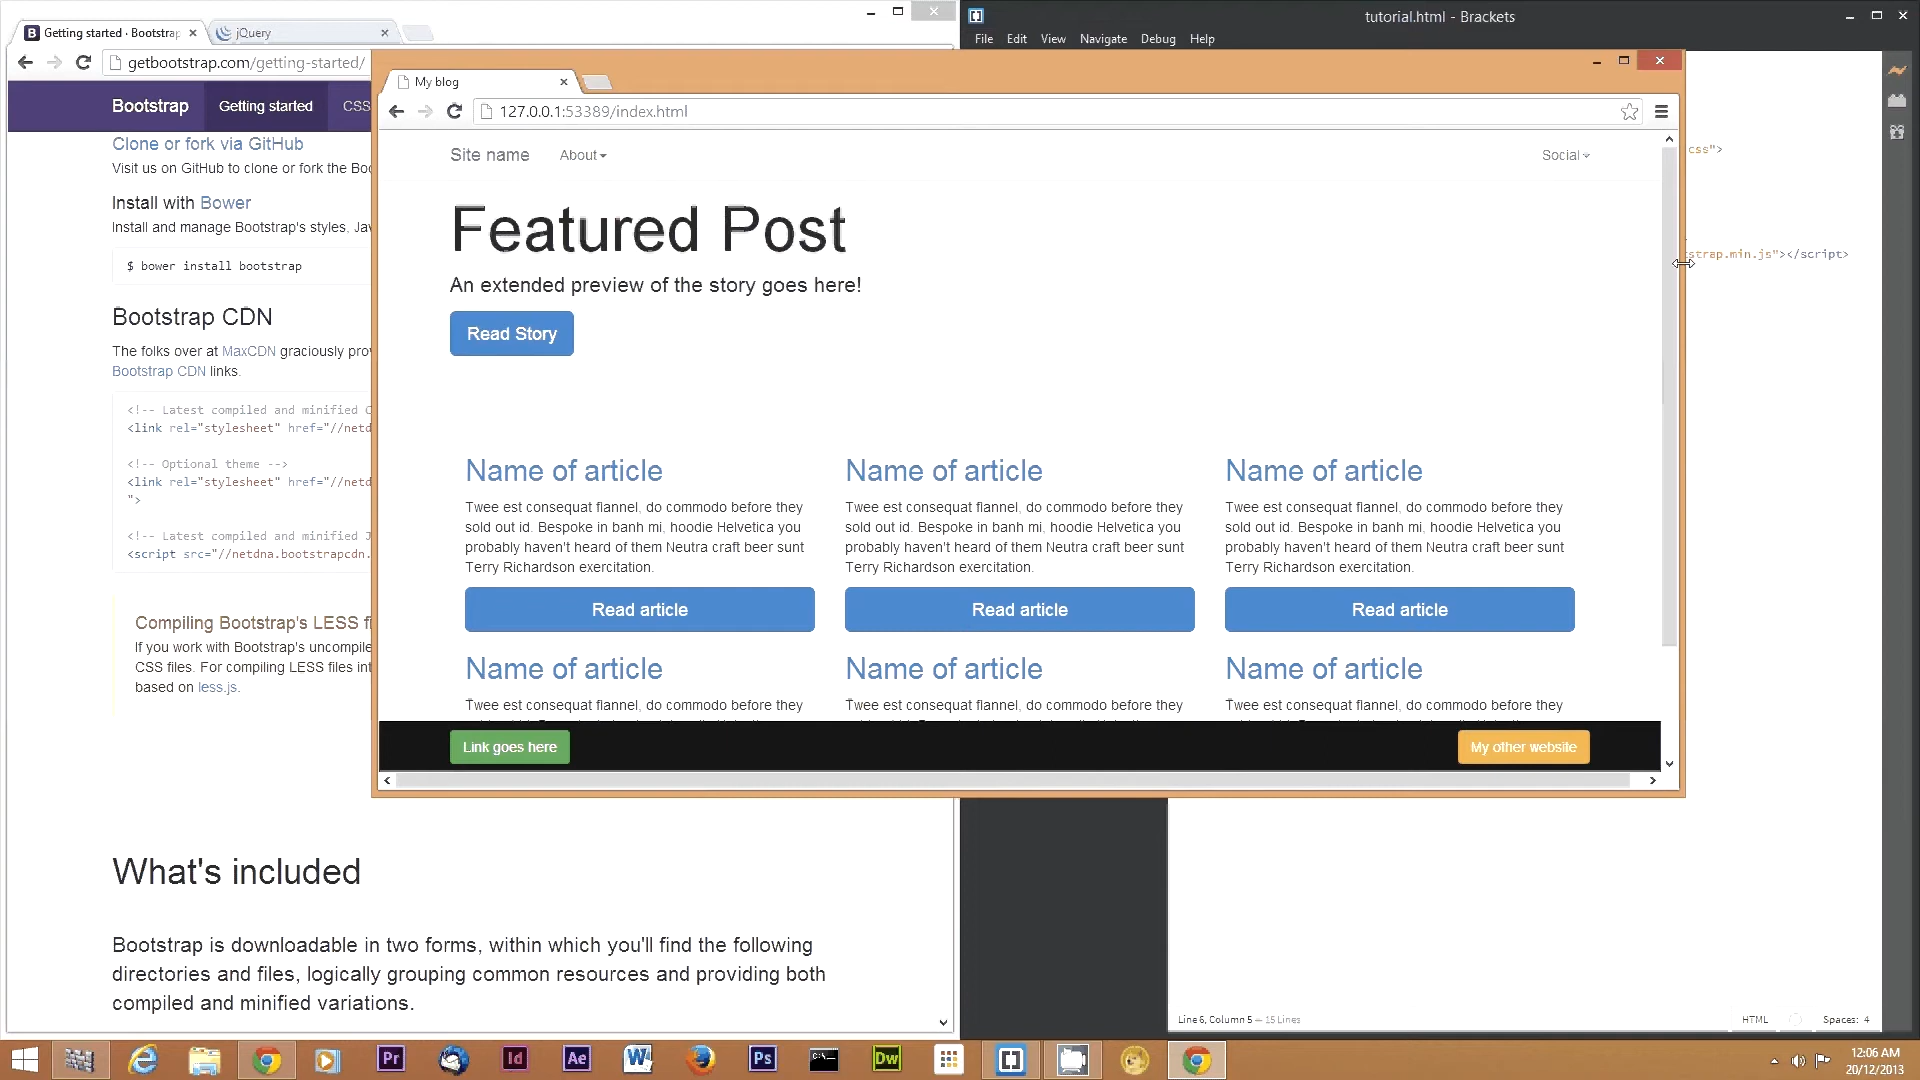 Getting started · Bootstrap
jQuery
getbootstrap.com/getting-started/
Bootstrap
Getting started
CSS
Clone or fork via GitHub
Visit us on GitHub to clone or fork the Boo
Install with Bower
Install and manage Bootstrap's styles, Jav
$ bower install bootstrap
Bootstrap CDN
The folks over at MaxCDN graciously prov
Bootstrap CDN links.
<!-- Latest compiled and minified C
<link rel="stylesheet" href="//netd
<!-- Optional theme -->
<link rel="stylesheet" href="//netd
">
<!-- Latest compiled and minified J
<script src="//netdna.bootstrapcdn.
Compiling Bootstrap's LESS fi
If you work with Bootstrap's uncompile
CSS files. For compiling LESS files int
based on less.js.
What's included
Bootstrap is downloadable in two forms, within which you'll find the following
directories and files, logically grouping common resources and providing both
compiled and minified variations.
tutorial.html - Brackets
File Edit View Navigate Debug Help
css">
tstrap.min.js"></script>
Line 6, Column 5 — 15 Lines
HTML
Spaces: 4
My blog
127.0.0.1:53389/index.html
Site name
About
Social
Featured Post
An extended preview of the story goes here!
Read Story
Name of article
Twee est consequat flannel, do commodo before they
sold out id. Bespoke in banh mi, hoodie Helvetica you
probably haven't heard of them Neutra craft beer sunt
Terry Richardson exercitation.
Read article
Name of article
Twee est consequat flannel, do commodo before they
sold out id. Bespoke in banh mi, hoodie Helvetica you
probably haven't heard of them Neutra craft beer sunt
Terry Richardson exercitation.
Read article
Name of article
Twee est consequat flannel, do commodo before they
sold out id. Bespoke in banh mi, hoodie Helvetica you
probably haven't heard of them Neutra craft beer sunt
Terry Richardson exercitation.
Read article
Name of article
Twee est consequat flannel, do commodo before they
Name of article
Twee est consequat flannel, do commodo before they
Name of article
Twee est consequat flannel, do commodo before they
Link goes here
My other website
Pr
Id
Ae
W
Ps
C:\
Dw
12:06 AM
20/12/2013